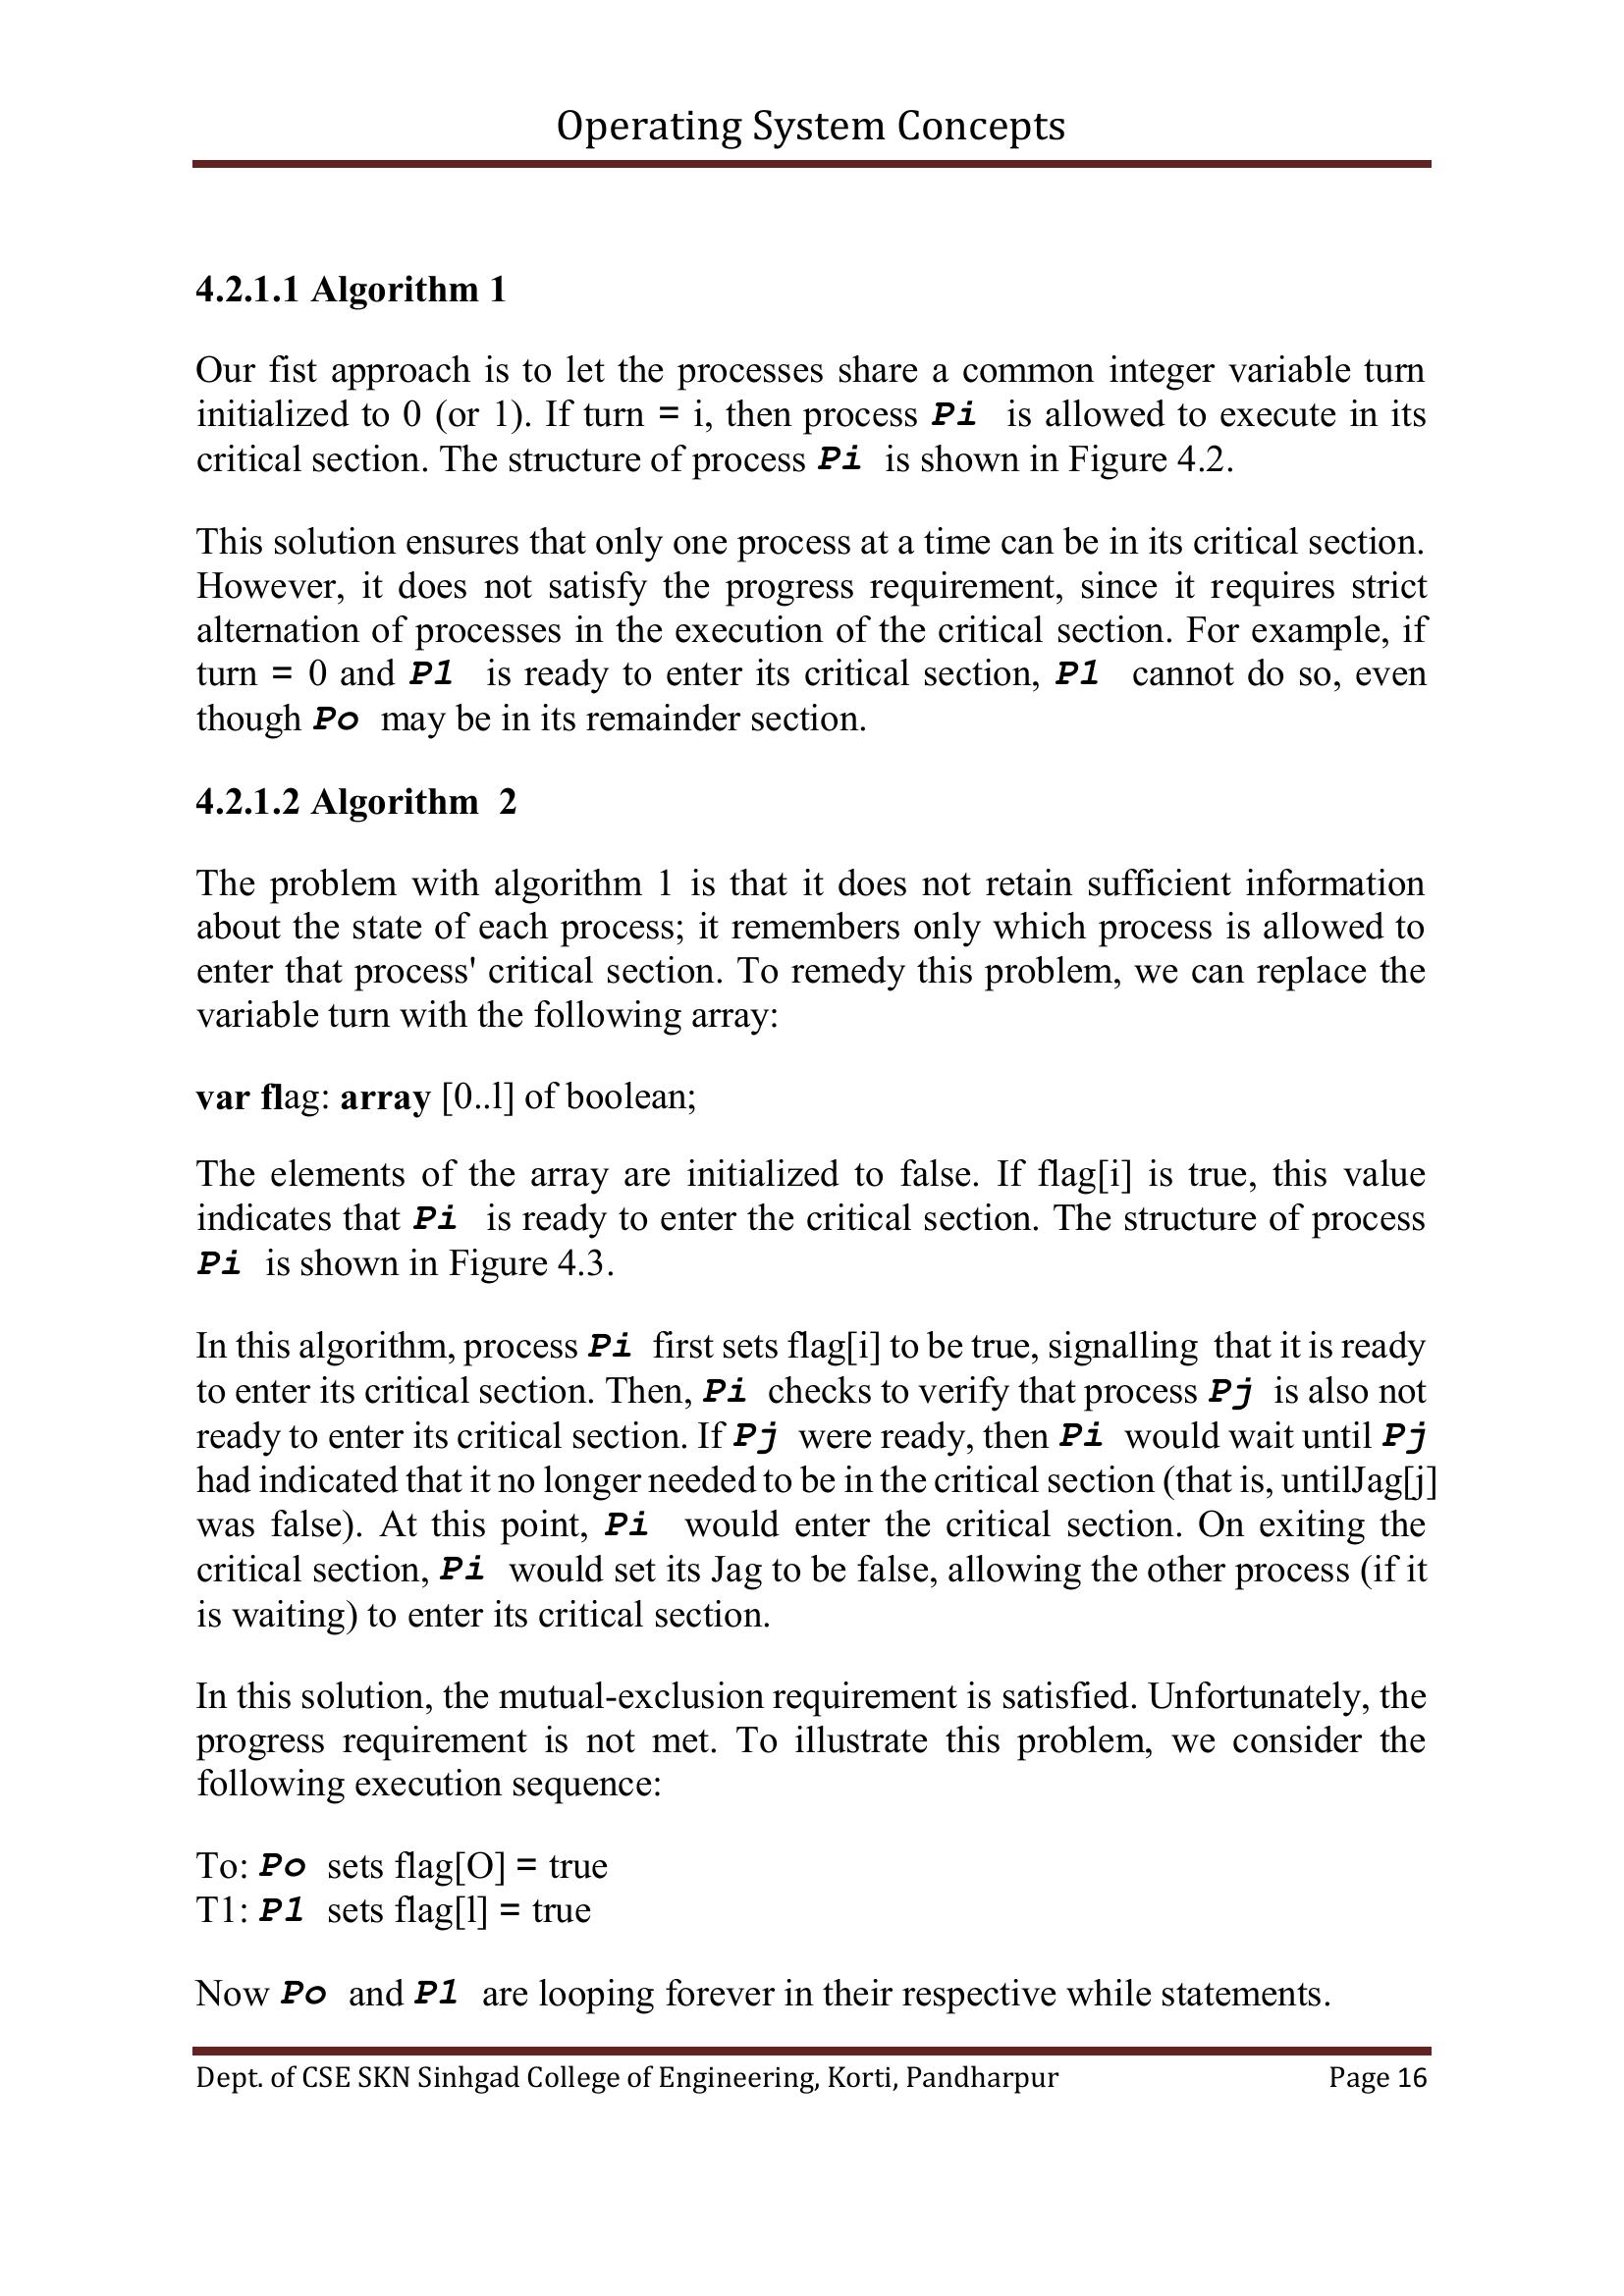 Operating System Concepts
4.2.1.1 Algorithm 1
Our fist approach is to let the processes share a common integer variable turn
initialized to 0 (or 1). If turn = i, then process Pi is allowed to execute in its
critical section. The structure of process Pi is shown in Figure 4.2.
This solution ensures that only one process at a time can be in its critical section.
However, it does not satisfy the progress requirement, since it requires strict
alternation of processes in the execution of the critical section. For example, if
turn = 0 and P1 is ready to enter its critical section, P1 cannot do so, even
though Po may be in its remainder section.
4.2.1.2 Algorithm 2
The problem with algorithm 1 is that it does not retain sufficient information
about the state of each process; it remembers only which process is allowed to
enter that process' critical section. To remedy this problem, we can replace the
variable turn with the following array:
var flag: array [0..l] of boolean;
The elements of the array are initialized to false. If flag[i] is true, this value
indicates that Pi is ready to enter the critical section. The structure of process
Pi is shown in Figure 4.3.
In this algorithm, process Pi first sets flag[i] to be true, signalling that it is ready
to enter its critical section. Then, Pi checks to verify that process Pj is also not
ready to enter its critical section. If Pj were ready, then Pi would wait until Pj
had indicated that it no longer needed to be in the critical section (that is, untilJag[j]
was false). At this point, Pi would enter the critical section. On exiting the
critical section, Pi would set its Jag to be false, allowing the other process (if it
is waiting) to enter its critical section.
In this solution, the mutual-exclusion requirement is satisfied. Unfortunately, the
progress requirement is not met. To illustrate this problem, we consider the
following execution sequence:
To: Po sets flag[O] = true
T1: P1 sets flag[l] = true
Now Po and P1 are looping forever in their respective while statements.
Dept. of CSE SKN Sinhgad College of Engineering, Korti, Pandharpur Page 16